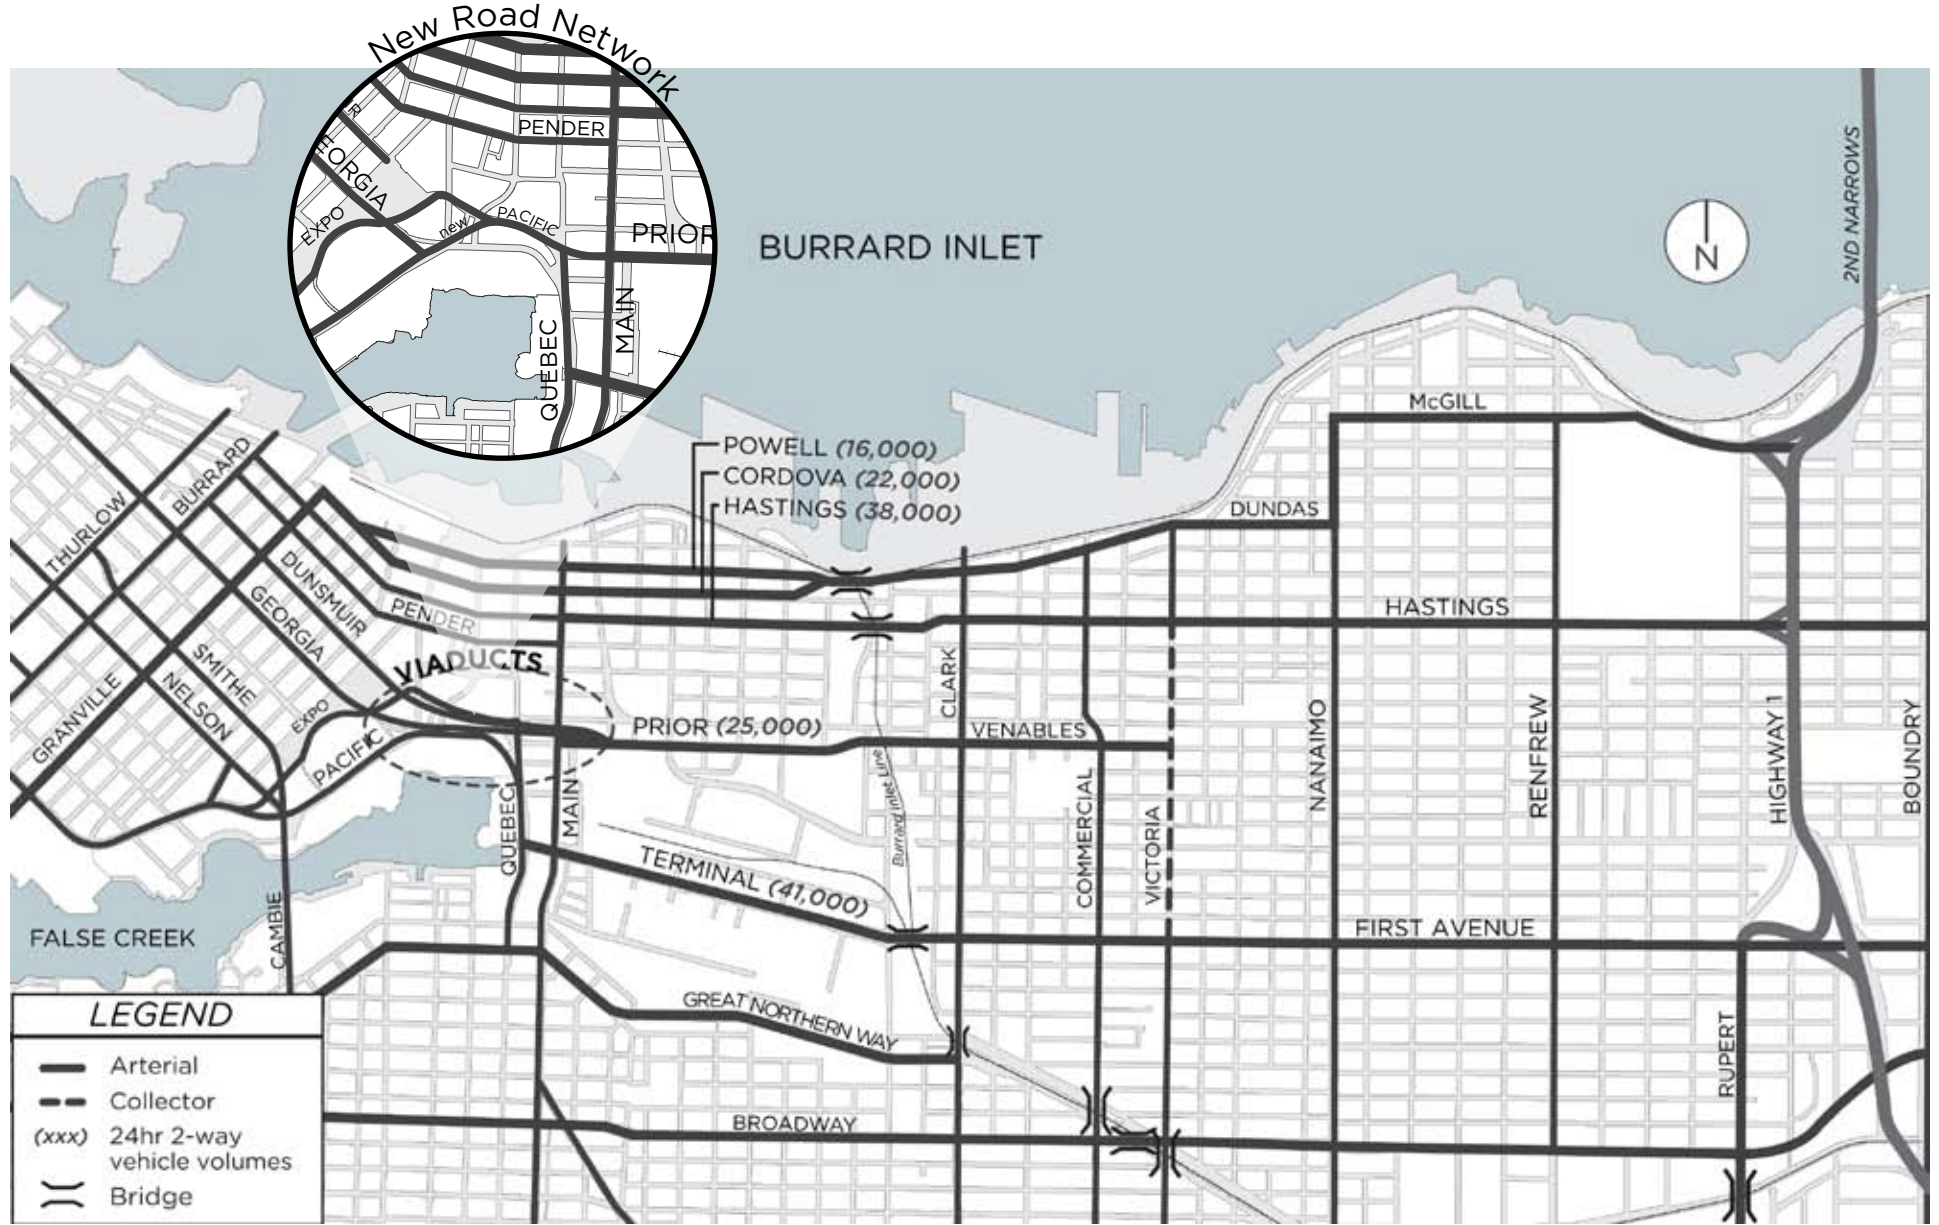 New Road Network
R
EORGIA
EXPO
new
PACIFIC
PENDER
PRIOR
MAIN
QUEBEC
BURRARD INLET
N
2ND NARROWS
POWELL (16,000)
CORDOVA (22,000)
HASTINGS (38,000)
McGILL
DUNDAS
HASTINGS
BURRARD
THURLOW
DUNSMUIR
GEORGIA
PENDER
SMITHE
NELSON
GRANVILLE
EXPO
PACIFIC
VIADUCTS
PRIOR (25,000)
VENABLES
CLARK
COMMERCIAL
VICTORIA
NANAIMO
RENFREW
HIGHWAY 1
BOUNDRY
QUEBEC
MAIN
CAMBIE
Burrard Inlet Line
TERMINAL (41,000)
FIRST AVENUE
FALSE CREEK
GREAT NORTHERN WAY
BROADWAY
RUPERT
LEGEND
Arterial
Collector
(xxx) 24hr 2-way
vehicle volumes
Bridge